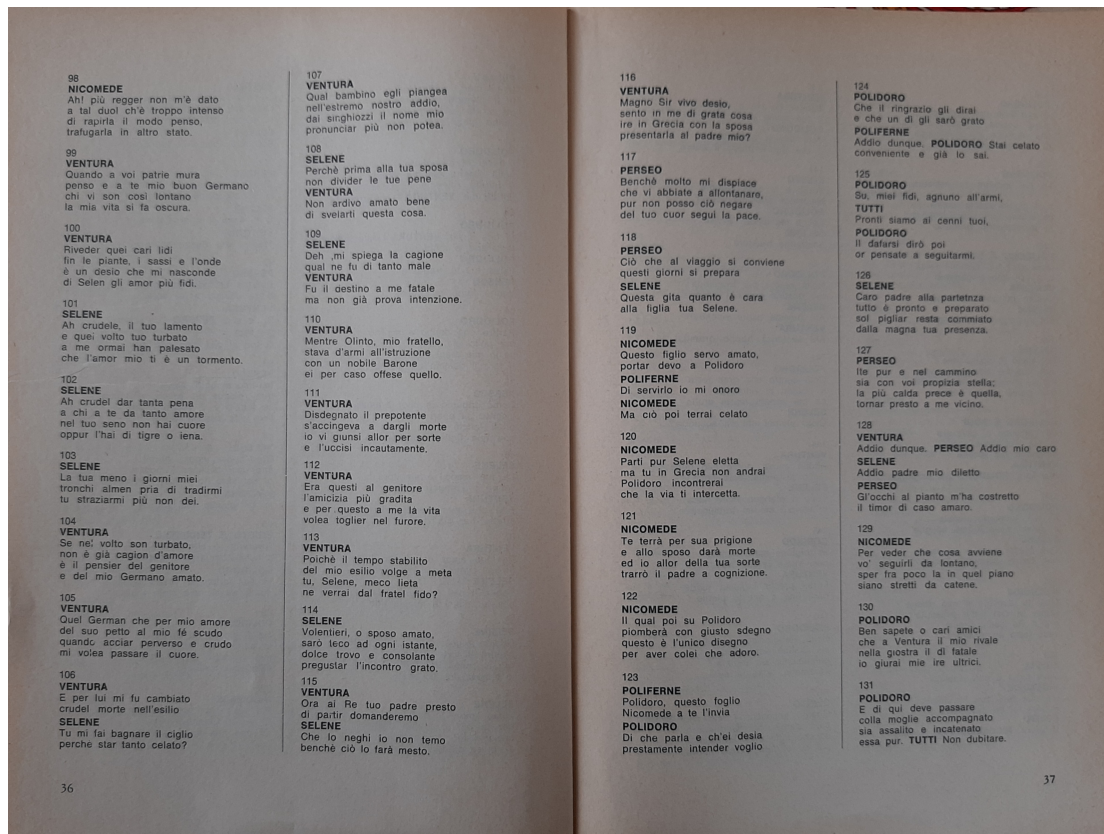 98
NICOMEDE
Ah! più regger non m'è dato
a tal duol ch'è troppo intenso
di rapirla il modo penso,
trafugarla in altro stato.
99
VENTURA
Quando a voi patrie mura
penso e a te mio buon Germano
chi vi son così lontano
la mia vita si fa oscura.
100
VENTURA
Riveder quei cari lidi
fin le piante, i sassi e l'onde
è un desio che mi nasconde
di Selen gli amor più fidi.
101
SELENE
Ah crudele, il tuo lamento
e quel volto tuo turbato
a me ormai han palesato
che l'amor mio ti è un tormento.
102
SELENE
Ah crudel dar tanta pena
a chi a te da tanto amore
nel tuo seno non hai cuore
oppur l'hai di tigre o iena.
103
SELENE
La tua meno i giorni miei
tronchi almen pria di tradirmi
tu straziarmi più non dei.
104
VENTURA
Se nel volto son turbato,
non è già cagion d'amore
è il pensier del genitore
e del mio Germano amato.
105
VENTURA
Quel German che per mio amore
del suo petto al mio fé scudo
quando acciar perverso e crudo
mi volea passare il cuore.
106
VENTURA
E per lui mi fu cambiato
crudel morte nell'esilio
SELENE
Tu mi fai bagnare il ciglio
perche star tanto celato?
36
107
VENTURA
Qual bambino egli piangea
nell'estremo nostro addio,
dai singhiozzi il nome mio
pronunciar più non potea.
108
SELENE
Perchè prima alla tua sposa
non divider le tue pene
VENTURA
Non ardivo amato bene
di svelarti questa cosa.
109
SELENE
Deh ,mi spiega la cagione
qual ne fu di tanto male
VENTURA
Fu il destino a me fatale
ma non già prova intenzione.
110
VENTURA
Mentre Olinto, mio fratello,
stava d'armi all'istruzione
con un nobile Barone
ei per caso offese quello.
111
VENTURA
Disdegnato il prepotente
s'accingeva a dargli morte
io vi giunsi allor per sorte
e l'uccisi incautamente.
112
VENTURA
Era questi al genitore
l'amicizia più gradita
e per questo a me la vita
volea toglier nel furore.
113
VENTURA
Poichè il tempo stabilito
del mio esilio volge a meta
tu, Selene, meco lieta
ne verrai dal fratel fido?
114
SELENE
Volentieri, o sposo amato,
sarò teco ad ogni istante,
dolce trovo e consolante
pregustar l'incontro grato.
115
VENTURA
Ora al Re tuo padre presto
di partir domanderemo
SELENE
Che lo neghi io non temo
benchè ciò lo farà mesto.
116
VENTURA
Magno Sir vivo desio,
sento in me di grata cosa
ire in Grecia con la sposa
presentarla al padre mio?
117
PERSEO
Benchè molto mi dispiace
che vi abbiate a allontanare,
pur non posso ciò negare
del tuo cuor segui la pace.
118
PERSEO
Ciò che al viaggio si conviene
questi giorni si prepara
SELENE
Questa gita quanto è cara
alla figlia tua Selene.
119
NICOMEDE
Questo figlio servo amato,
portar devo a Polidoro
POLIFERNE
Di servirlo io mi onoro
NICOMEDE
Ma ciò poi terrai celato
120
NICOMEDE
Parti pur Selene eletta
ma tu in Grecia non andrai
Polidoro incontrerai
che la via ti intercetta.
121
NICOMEDE
Te terrà per sua prigione
e allo sposo darà morte
ed io allor della tua sorte
trarrò il padre a cognizione.
122
NICOMEDE
Il qual poi su Polidoro
piomberà con giusto sdegno
questo è l'unico disegno
per aver colei che adoro.
123
POLIFERNE
Polidoro, questo foglio
Nicomede a te l'invia
POLIDORO
Di che parla e ch'ei desia
prestamente intender voglio
124
POLIDORO
Che il ringrazio gli dirai
e che un dì gli sarò grato
POLIFERNE
Addio dunque, POLIDORO Stai celato
conveniente e già lo sai.
125
POLIDORO
Su, miei fidi, agnuno all'armi,
TUTTI
Pronti siamo ai cenni tuoi,
POLIDORO
Il dafarsi dirò poi
or pensate a seguitarmi.
126
SELENE
Caro padre alla partetnza
tutto è pronto e preparato
sol pigliar resta commiato
dalla magna tua presenza.
127
PERSEO
Ite pur e nel cammino
sia con voi propizia stella;
la più calda prece è quella,
tornar presto a me vicino.
128
VENTURA
Addio dunque. PERSEO Addio mio caro
SELENE
Addio padre mio diletto
PERSEO
Gl'occhi al pianto m'ha costretto
il timor di caso amaro.
129
NICOMEDE
Per veder che cosa avviene
vo' seguirli da lontano,
sper fra poco la in quel piano
siano stretti da catene.
130
POLIDORO
Ben sapete o cari amici
che a Ventura il mio rivale
nella giostra il dì fatale
io giurai mie ire ultrici.
131
POLIDORO
E di qui deve passare
colla moglie accompagnato
sia assalito e incatenato
essa pur. TUTTI Non dubitare.
37